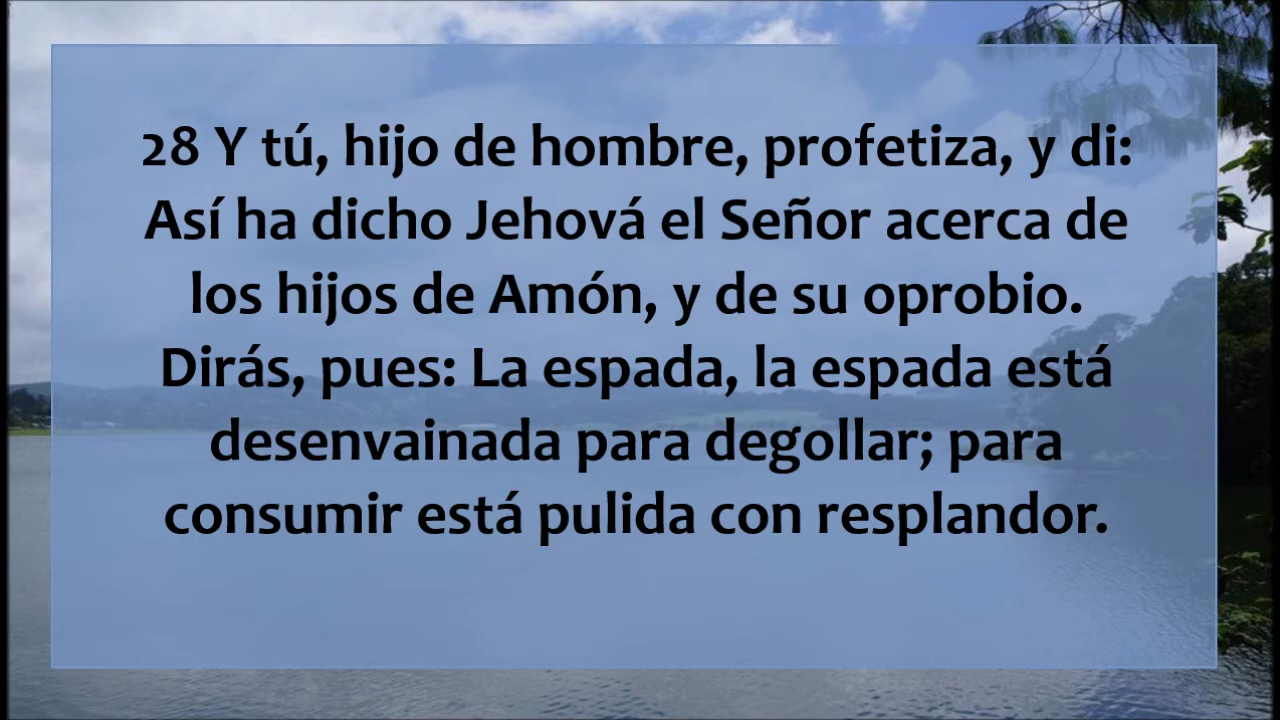 28 Y tú, hijo de hombre, profetiza, y di:
Así ha dicho Jehová el Señor acerca de
los hijos de Amón, y de su oprobio.
Dirás, pues: La espada, la espada está
desenvainada para degollar; para
consumir está pulida con resplandor.